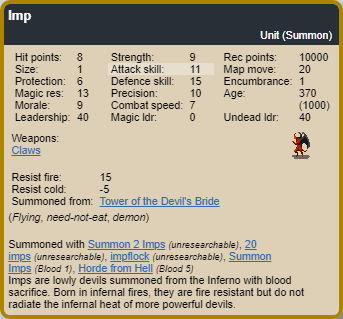 Imp
Unit (Summon)
Hit points: 8 Strength: 9 Rec points: 10000
Size: 1 Attack skill: 11 Map move: 20
Protection: 6 Defence skill: 15 Encumbrance: 1
Magic res: 13 Precision: 10 Age: 370
Morale: 9 Combat speed: 7 (1000)
Leadership: 40 Magic ldr: 0 Undead ldr: 40
Weapons:
Claws
Resist fire: 15
Resist cold: -5
Summoned from: Tower of the Devil's Bride
(Flying, need-not-eat, demon)
Summoned with Summon 2 Imps (unresearchable), 20
imps (unresearchable), impflock (unresearchable), Summon
Imps (Blood 1), Horde from Hell (Blood 5)
Imps are lowly devils summoned from the Inferno with blood
sacrifice. Born in infernal fires, they are fire resistant but do not
radiate the infernal heat of more powerful devils.